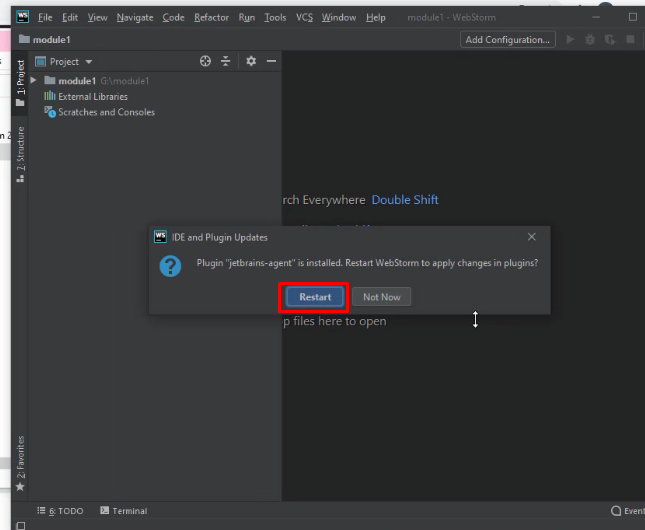 WS File Edit View Navigate Code Refactor Run Tools VCS Window Help module1 - WebStorm
module1 Add Configuration...
1: Project
Project
module1 G:\module1
External Libraries
Scratches and Consoles
7: Structure
rch Everywhere Double Shift
WS IDE and Plugin Updates
Plugin "jetbrains-agent" is installed. Restart WebStorm to apply changes in plugins?
Restart Not Now
p files here to open
2: Favorites
6: TODO Terminal Event